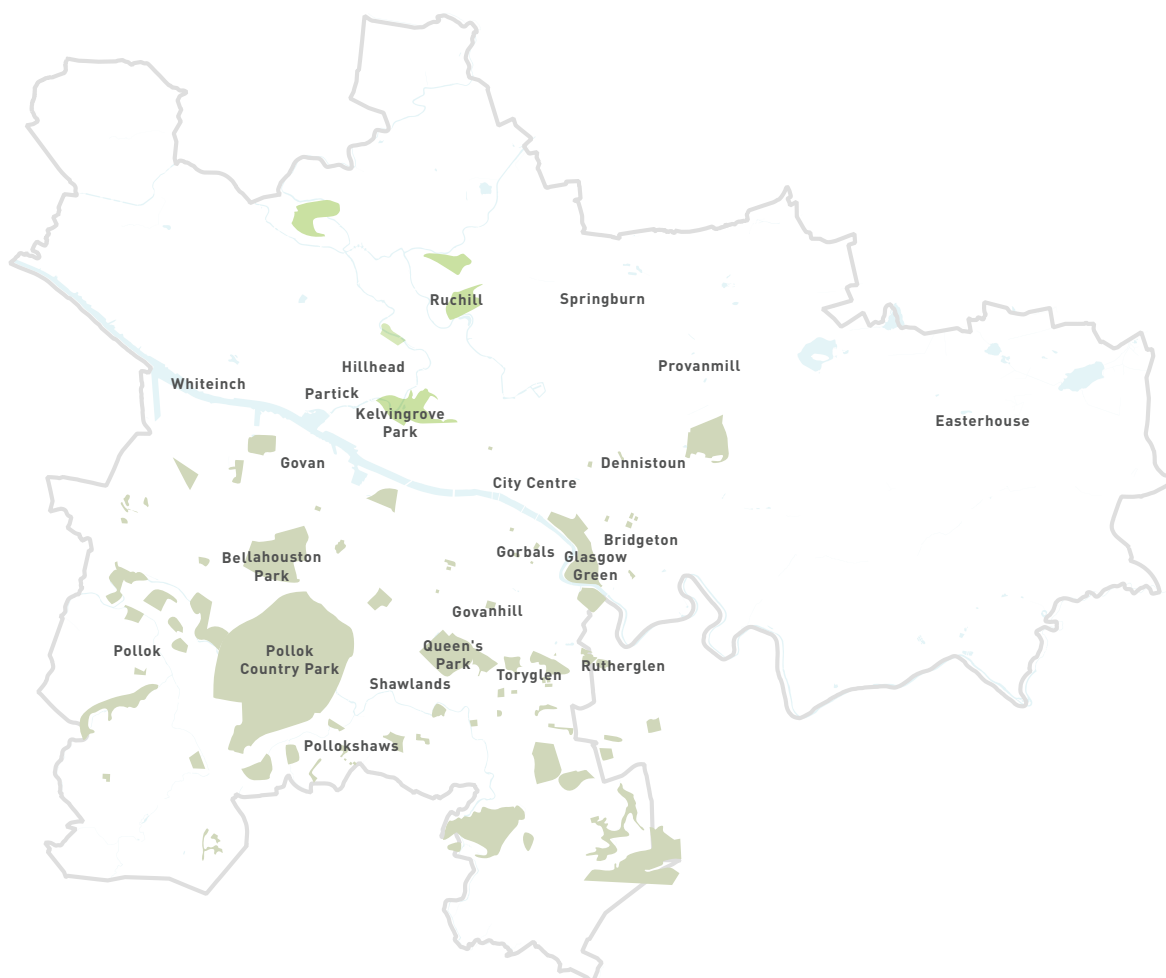 Ruchill
Springburn
Hillhead
Provanmill
Whiteinch
Partick
Kelvingrove
Park
Easterhouse
Govan
Dennistoun
City Centre
Bridgeton
Gorbals
Glasgow
Green
Bellahouston
Park
Govanhill
Pollok
Pollok
Country Park
Queen's
Park
Rutherglen
Toryglen
Shawlands
Pollokshaws